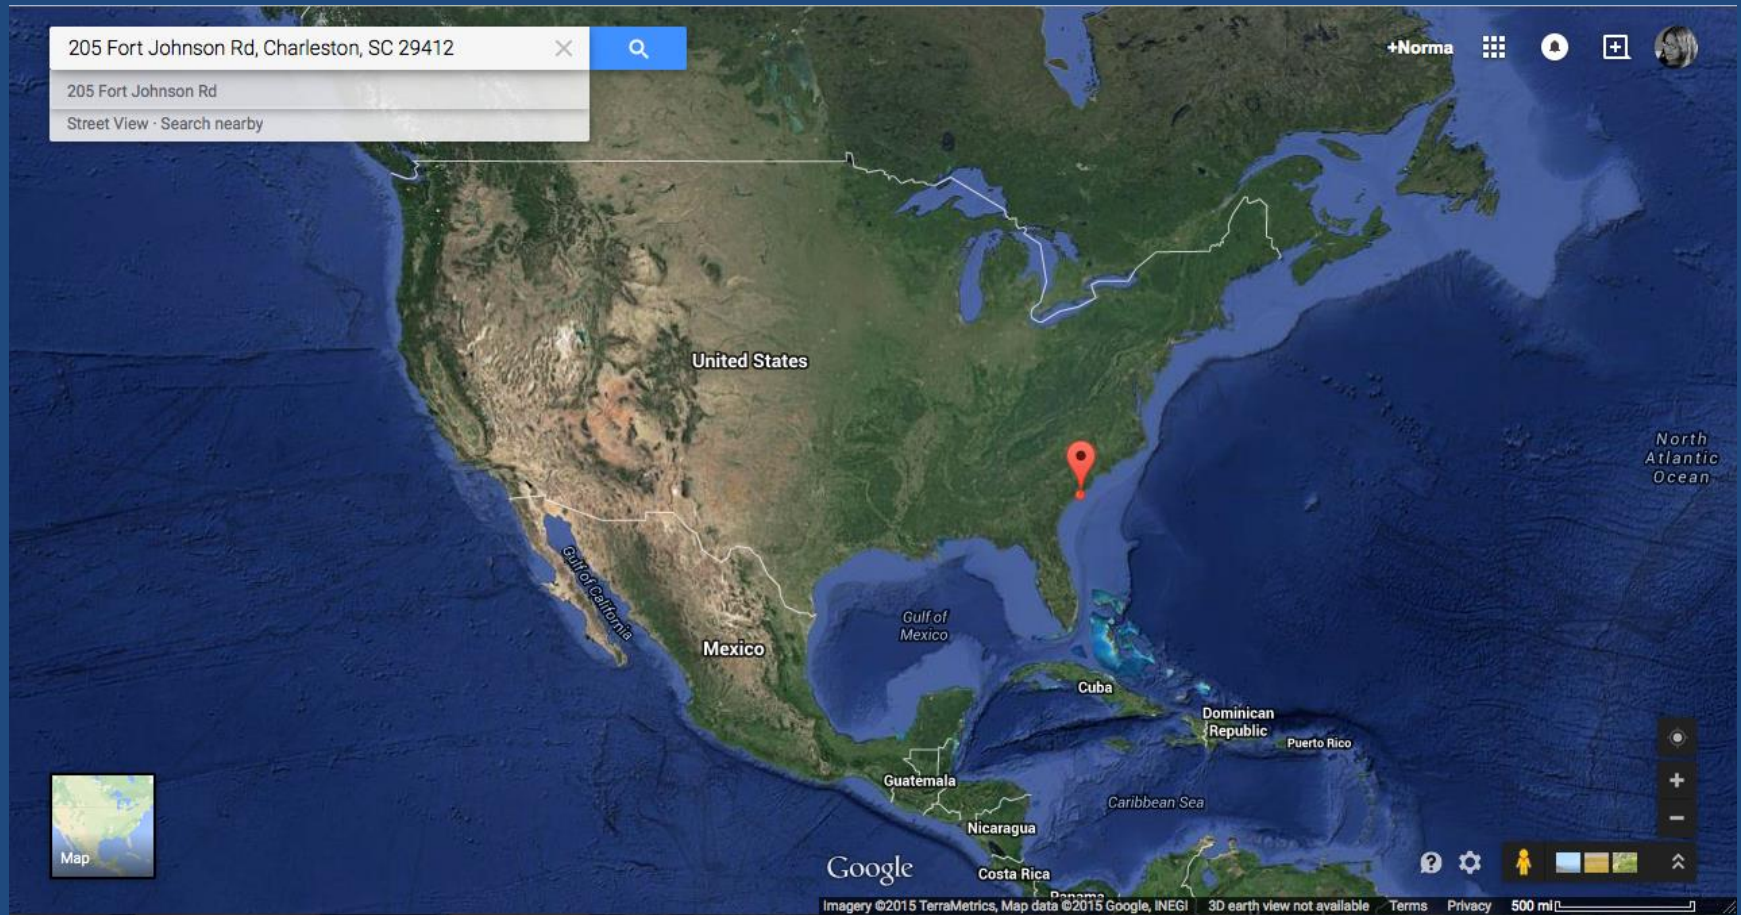 205 Fort Johnson Rd, Charleston, SC 29412
+Norma
205 Fort Johnson Rd
Street View · Search nearby
United States
North
Atlantic
Ocean
Gulf of California
Gulf of
Mexico
Mexico
Cuba
Dominican
Republic
Puerto Rico
Guatemala
Caribbean Sea
Nicaragua
Map
Google
Costa Rica
Panama
Imagery ©2015 TerraMetrics, Map data ©2015 Google, INEGI 3D earth view not available Terms Privacy 500 mi